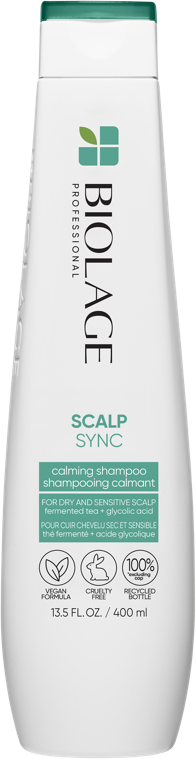 BIOLAGE
PROFESSIONAL
SCALP
SYNC
calming shampoo
shampooing calmant
FOR DRY AND SENSITIVE SCALP
fermented tea + glycolic acid
POUR CUIR CHEVELU SEC ET SENSIBLE
thé fermenté + acide glycolique
100%
*excluding
cap
VEGAN
FORMULA
CRUELTY
FREE
RECYCLED
BOTTLE
13.5 FL.OZ. / 400 ml